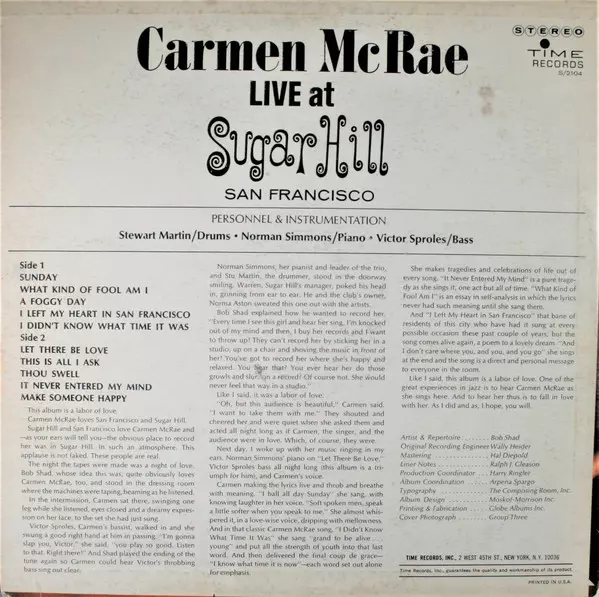 Carmen McRae
LIVE at
Sugar Hill
SAN FRANCISCO
STEREO
TIME
RECORDS
S/2104
PERSONNEL & INSTRUMENTATION
Stewart Martin/Drums • Norman Simmons/Piano • Victor Sproles/Bass
Side 1
SUNDAY
WHAT KIND OF FOOL AM I
A FOGGY DAY
I LEFT MY HEART IN SAN FRANCISCO
I DIDN'T KNOW WHAT TIME IT WAS
Side 2
LET THERE BE LOVE
THIS IS ALL I ASK
THOU SWELL
IT NEVER ENTERED MY MIND
MAKE SOMEONE HAPPY
This album is a labor of love.
Carmen McRae loves San Francisco and Sugar Hill.
Sugar Hill and San Francisco love Carmen McRae and
—as your ears will tell you—the obvious place to record
her was in Sugar Hill. In such an atmosphere. This
applause is not faked. These people are real.
The night the tapes were made was a night of love.
Bob Shad, whose idea this was, quite obviously loves
Carmen McRae, too, and stood in the dressing room
where the machines were taping, beaming as he listened.
In the intermission, Carmen sat there, swinging one
leg while she listened, eyes closed and a dreamy expres-
sion on her face, to the set she had just sung.
Victor Sproles, Carmen's bassist, walked in and she
swung a good right hand at him in passing. "I'm gonna
slap you, Victor," she said, "you play so good. Listen
to that. Right there!" And Shad played the ending of the
tune again so Carmen could hear Victor's throbbing
bass sing out clear.
Norman Simmons, her pianist and leader of the trio,
and Stu Martin, the drummer, stood in the doorway
smiling. Warren, Sugar Hill's manager, poked his head
in, grinning from ear to ear. He and the club's owner,
Norma Aston sweated this one out with the artists.
Bob Shad explained how he wanted to record her.
"Every time I see this girl and hear her sing, I'm knocked
out of my mind and then, I buy her records and I want
to throw up! They can't record her by sticking her in a
studio, up on a chair and shoving the music in front of
her! You've got to record her where she's happy and
relaxed. You hear that? You ever hear her do those
growls and slurs in a studio? Of course not. She would
never feel that way in a studio."
Like I said, it was a labor of love.
"Oh, but this audience is beautiful," Carmen said.
"I want to take them with me." They shouted and
cheered and they were quiet when she asked them and
acted all night long as if Carmen, the singer, and the
audience were in love. Which, of course, they were.
Next day, I woke up with her music ringing in my
ears. Norman Simmons' piano on "Let There Be Love."
Victor Sproles bass all night long (this album is a tri-
umph for him), and Carmen's voice.
Carmen making the lyrics live and throb and breathe
with meaning. "I ball all day Sunday" she sang, with
knowing laughter in her voice. "Soft spoken men, speak
a little softer when you speak to me." She almost whis-
pered it, in a love-wise voice, dripping with mellowness.
And in that classic Carmen McRae song, "I Didn't Know
What Time It Was" she sang "grand to be alive . . .
young" and put all the strength of youth into that last
word. And then delivered the final coup de grace—
"I know what time it is now"—each word set out alone
for emphasis.
She makes tragedies and celebrations of life out of
every song. "It Never Entered My Mind" is a pure trage-
dy as she sings it, one act but all of time. "What Kind of
Fool Am I" is an essay in self-analysis in which the lyrics
never had such meaning until she sang them.
And "I Left My Heart in San Francisco" that bane of
residents of this city who have had it sung at every
possible occasion these past couple of years, but the
song comes alive again, a poem to a lovely dream. "And
I don't care where you, and you, and you go" she sings
at the end and the song is a direct and personal message
to everyone in the room.
Like I said, this album is a labor of love. One of the
great experiences in jazz is to hear Carmen McRae as
she sings here. And to hear her thus is to fall in love
with her. As I did and as, I hope, you will.
Artist & Repertoire . . . . . . . Bob Shad
Original Recording Engineer Wally Heider
Mastering . . . . . . . . . . . Hal Diepold
Liner Notes . . . . . . Ralph J. Gleason
Production Coordinator . . Harry Ringler
Album Coordination . . . Arpena Spargo
Typography . . . The Composing Room, Inc.
Album Design . . . Moskof-Morrison Inc.
Printing & Fabrication . . . Globe Albums Inc.
Cover Photograph . . . . . Group Three
TIME RECORDS, INC., 2 WEST 45TH ST., NEW YORK, N.Y. 10036
Time Records, Inc., guarantees the quality and workmanship of its product.
PRINTED IN U.S.A.